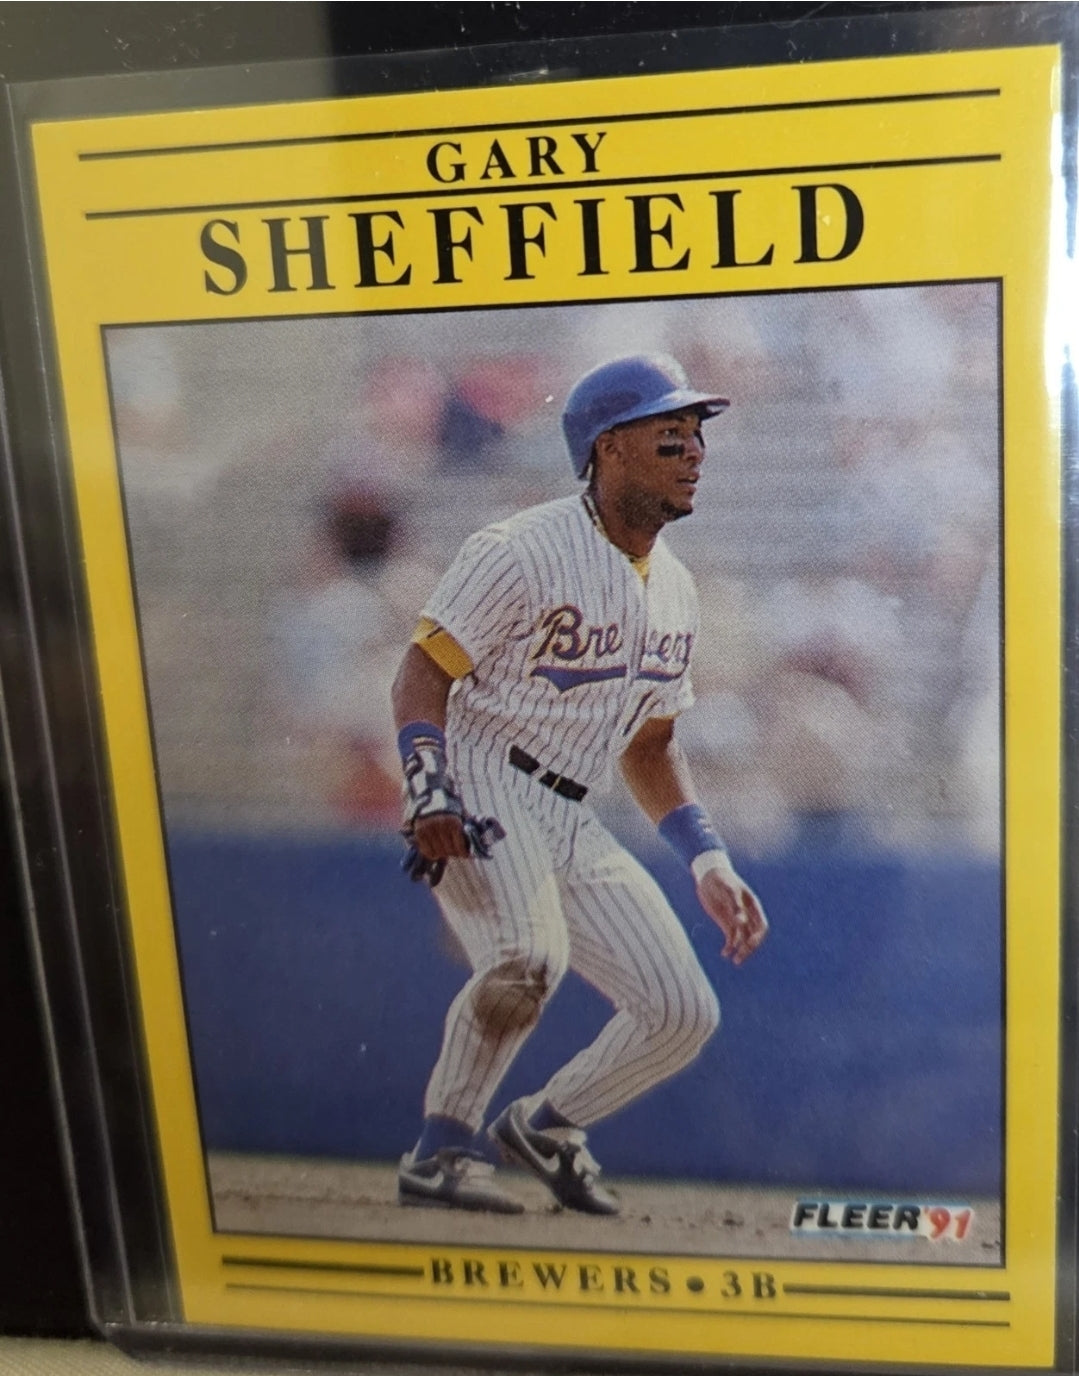 GARY
SHEFFIELD
Brewers
FLEER '91
BREWERS • 3B